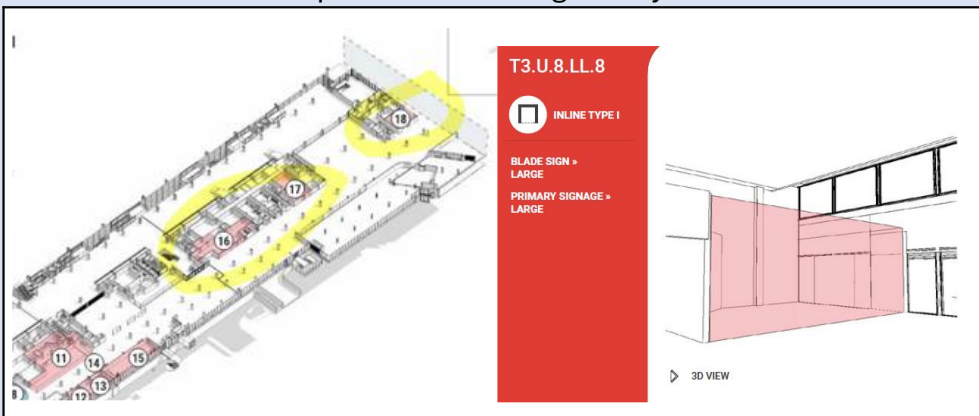 18
17
16
11
14
15
13
12
8
T3.U.8.LL.8
INLINE TYPE I
BLADE SIGN »
LARGE
PRIMARY SIGNAGE »
LARGE
3D VIEW